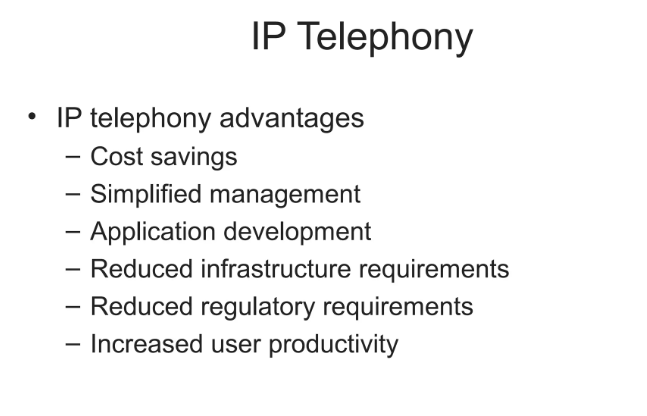 IP Telephony
• IP telephony advantages
– Cost savings
– Simplified management
– Application development
– Reduced infrastructure requirements
– Reduced regulatory requirements
– Increased user productivity